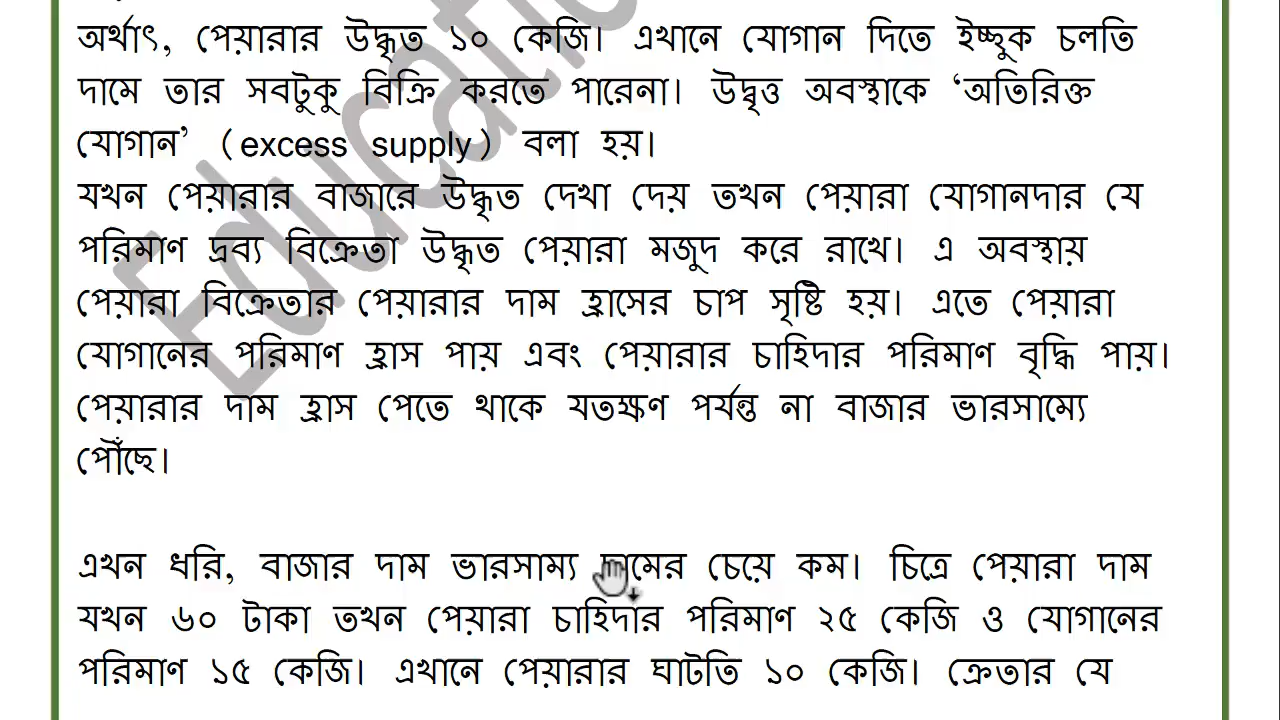 অর্থাৎ, পেয়ারার উদ্ধৃত ১০ কেজি। এখানে যোগান দিতে ইচ্ছুক চলতি
দামে তার সবটুকু বিক্রি করতে পারেনা। উদ্বৃত্ত অবস্থাকে ‘অতিরিক্ত
যোগান’ (excess supply) বলা হয়।
যখন পেয়ারার বাজারে উদ্ধৃত দেখা দেয় তখন পেয়ারা যোগানদার যে
পরিমাণ দ্রব্য বিক্রেতা উদ্ধৃত পেয়ারা মজুদ করে রাখে। এ অবস্থায়
পেয়ারা বিক্রেতার পেয়ারার দাম হ্রাসের চাপ সৃষ্টি হয়। এতে পেয়ারা
যোগানের পরিমাণ হ্রাস পায় এবং পেয়ারার চাহিদার পরিমাণ বৃদ্ধি পায়।
পেয়ারার দাম হ্রাস পেতে থাকে যতক্ষণ পর্যন্ত না বাজার ভারসাম্যে
পৌঁছে।
এখন ধরি, বাজার দাম ভারসাম্য দামের চেয়ে কম। চিত্রে পেয়ারা দাম
যখন ৬০ টাকা তখন পেয়ারা চাহিদার পরিমাণ ২৫ কেজি ও যোগানের
পরিমাণ ১৫ কেজি। এখানে পেয়ারার ঘাটতি ১০ কেজি। ক্রেতার যে